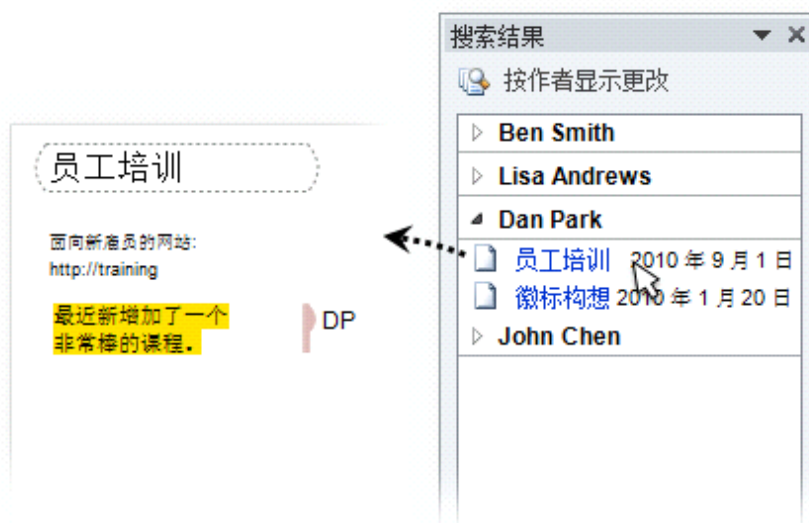 员工培训
面向新雇员的网站:
http://training
最近新增加了一个
非常棒的课程。
DP
搜索结果
按作者显示更改
Ben Smith
Lisa Andrews
Dan Park
员工培训 2010 年 9 月 1 日
徽标构想 2010 年 1 月 20 日
John Chen